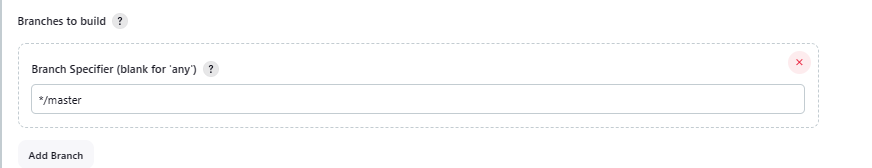 Branches to build ?
Branch Specifier (blank for 'any') ?
×
*/master
Add Branch